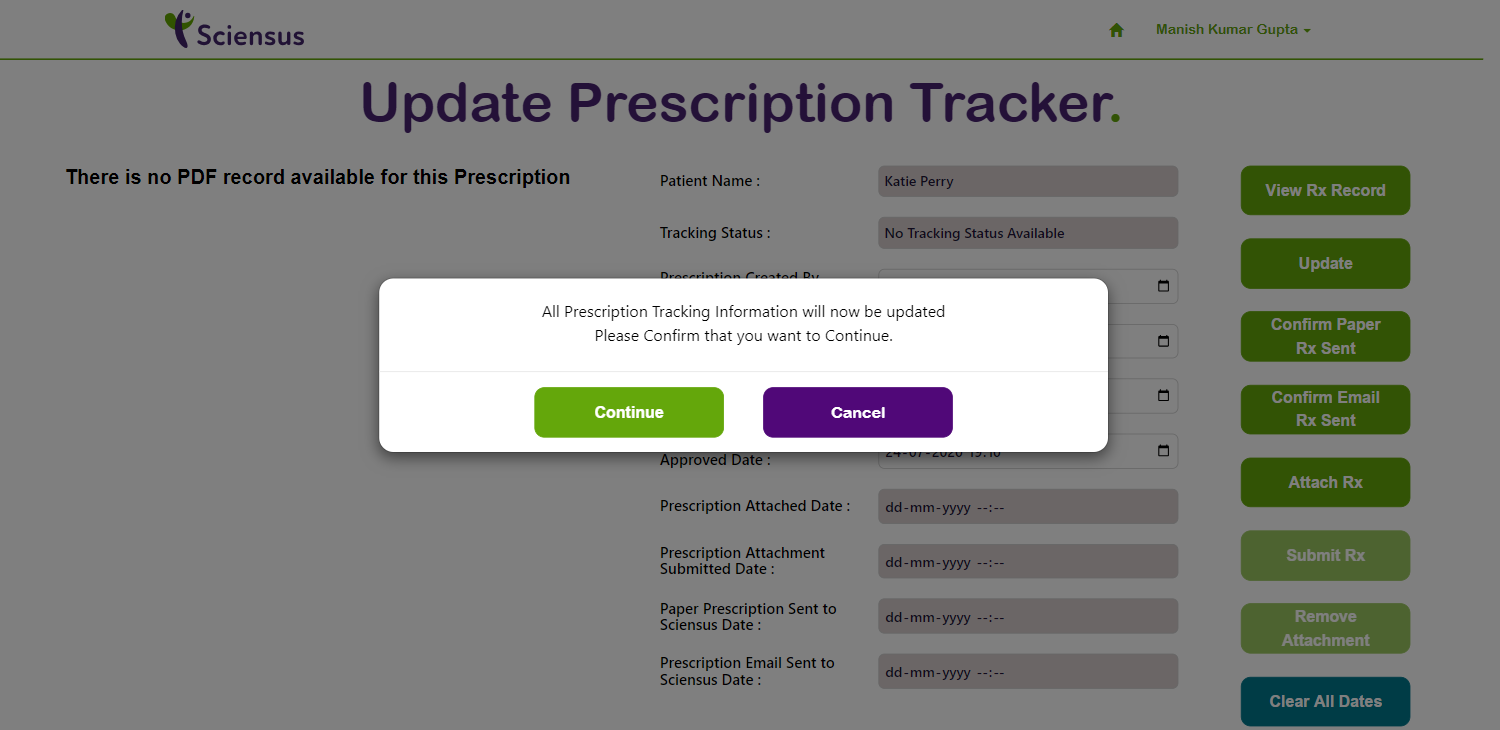 Sciensus
Manish Kumar Gupta
Update Prescription Tracker.
There is no PDF record available for this Prescription
Patient Name :
Katie Perry
View Rx Record
Tracking Status :
No Tracking Status Available
Update
Prescription Created By
All Prescription Tracking Information will now be updated
Please Confirm that you want to Continue.
Continue
Cancel
Confirm Paper
Rx Sent
Confirm Email
Rx Sent
Approved Date :
24-07-2020 19:10
Attach Rx
Prescription Attached Date :
dd-mm-yyyy --:--
Prescription Attachment
Submitted Date :
dd-mm-yyyy --:--
Submit Rx
Paper Prescription Sent to
Sciensus Date :
dd-mm-yyyy --:--
Remove
Attachment
Prescription Email Sent to
Sciensus Date :
dd-mm-yyyy --:--
Clear All Dates